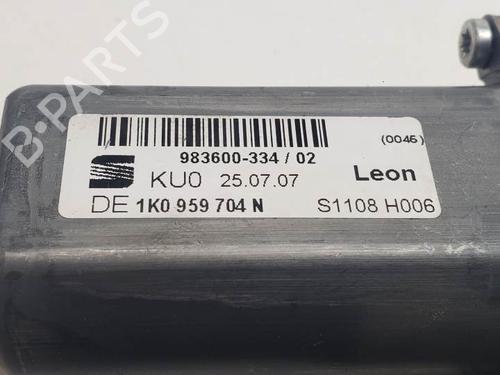 B-PARTS
983600-334 / 02
(0045)
KU0 25.07.07 Leon
DE 1K0 959 704 N S1108 H006